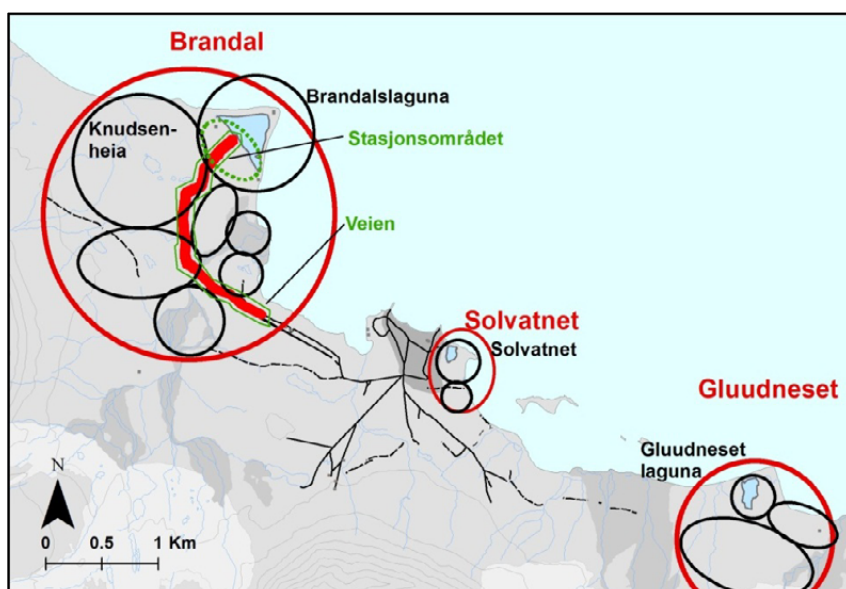 Brandal
Brandalslaguna
Knudsen-
heia
Stasjonsområdet
Veien
Solvatnet
Solvatnet
Gluudneset
Gluudneset
laguna
N
0 0.5 1 Km